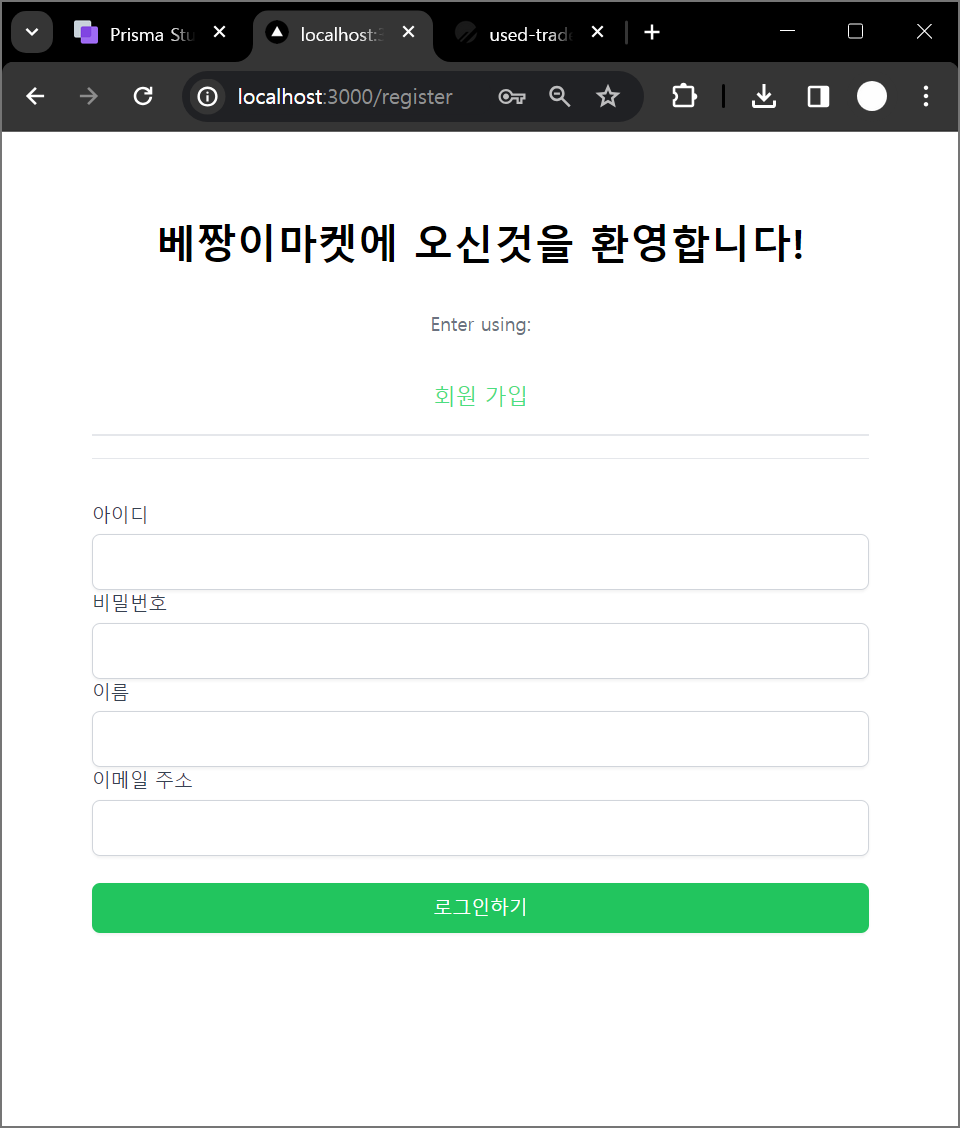 Prisma Stu
localhost:3
used-trade
localhost:3000/register
베짱이마켓에 오신것을 환영합니다!
Enter using:
회원 가입
아이디
비밀번호
이름
이메일 주소
로그인하기